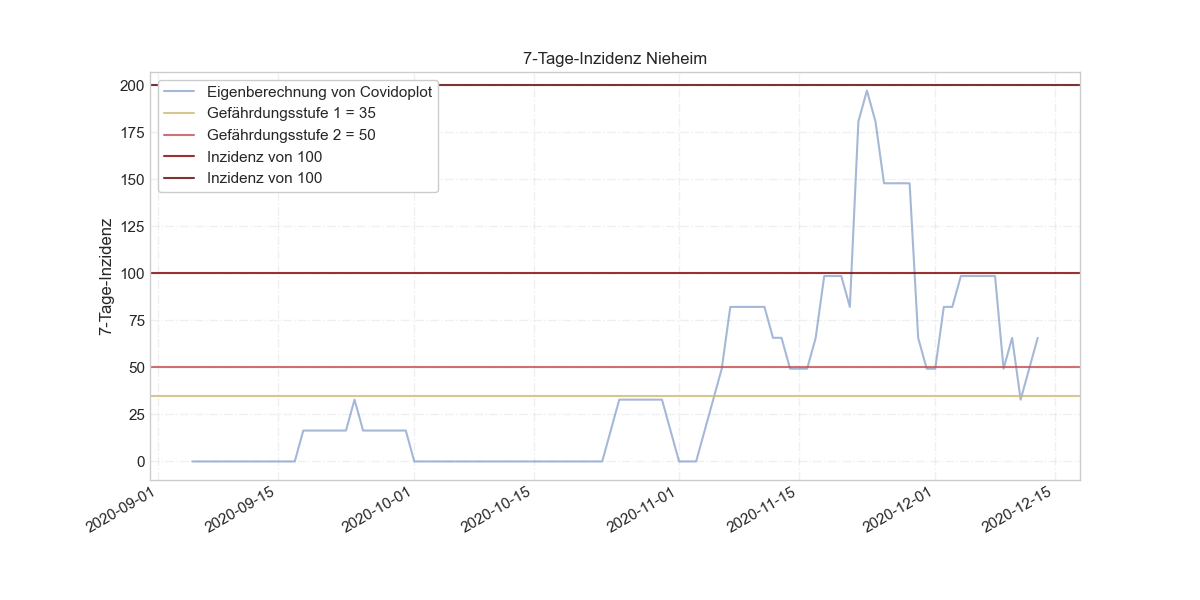 7-Tage-Inzidenz Nieheim
Eigenberechnung von Covidoplot
Gefährdungsstufe 1 = 35
Gefährdungsstufe 2 = 50
Inzidenz von 100
Inzidenz von 100
7-Tage-Inzidenz
200
175
150
125
100
75
50
25
0
2020-09-01
2020-09-15
2020-10-01
2020-10-15
2020-11-01
2020-11-15
2020-12-01
2020-12-15